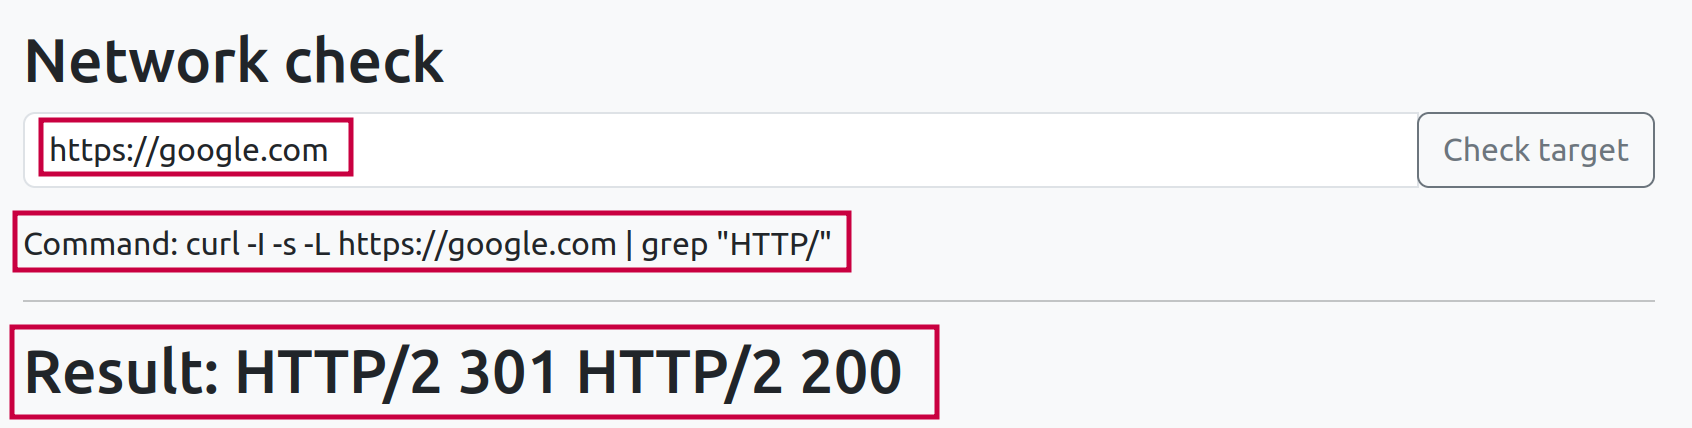 Network check
https://google.com
Check target
Command: curl -I -s -L https://google.com | grep "HTTP/"
Result: HTTP/2 301 HTTP/2 200